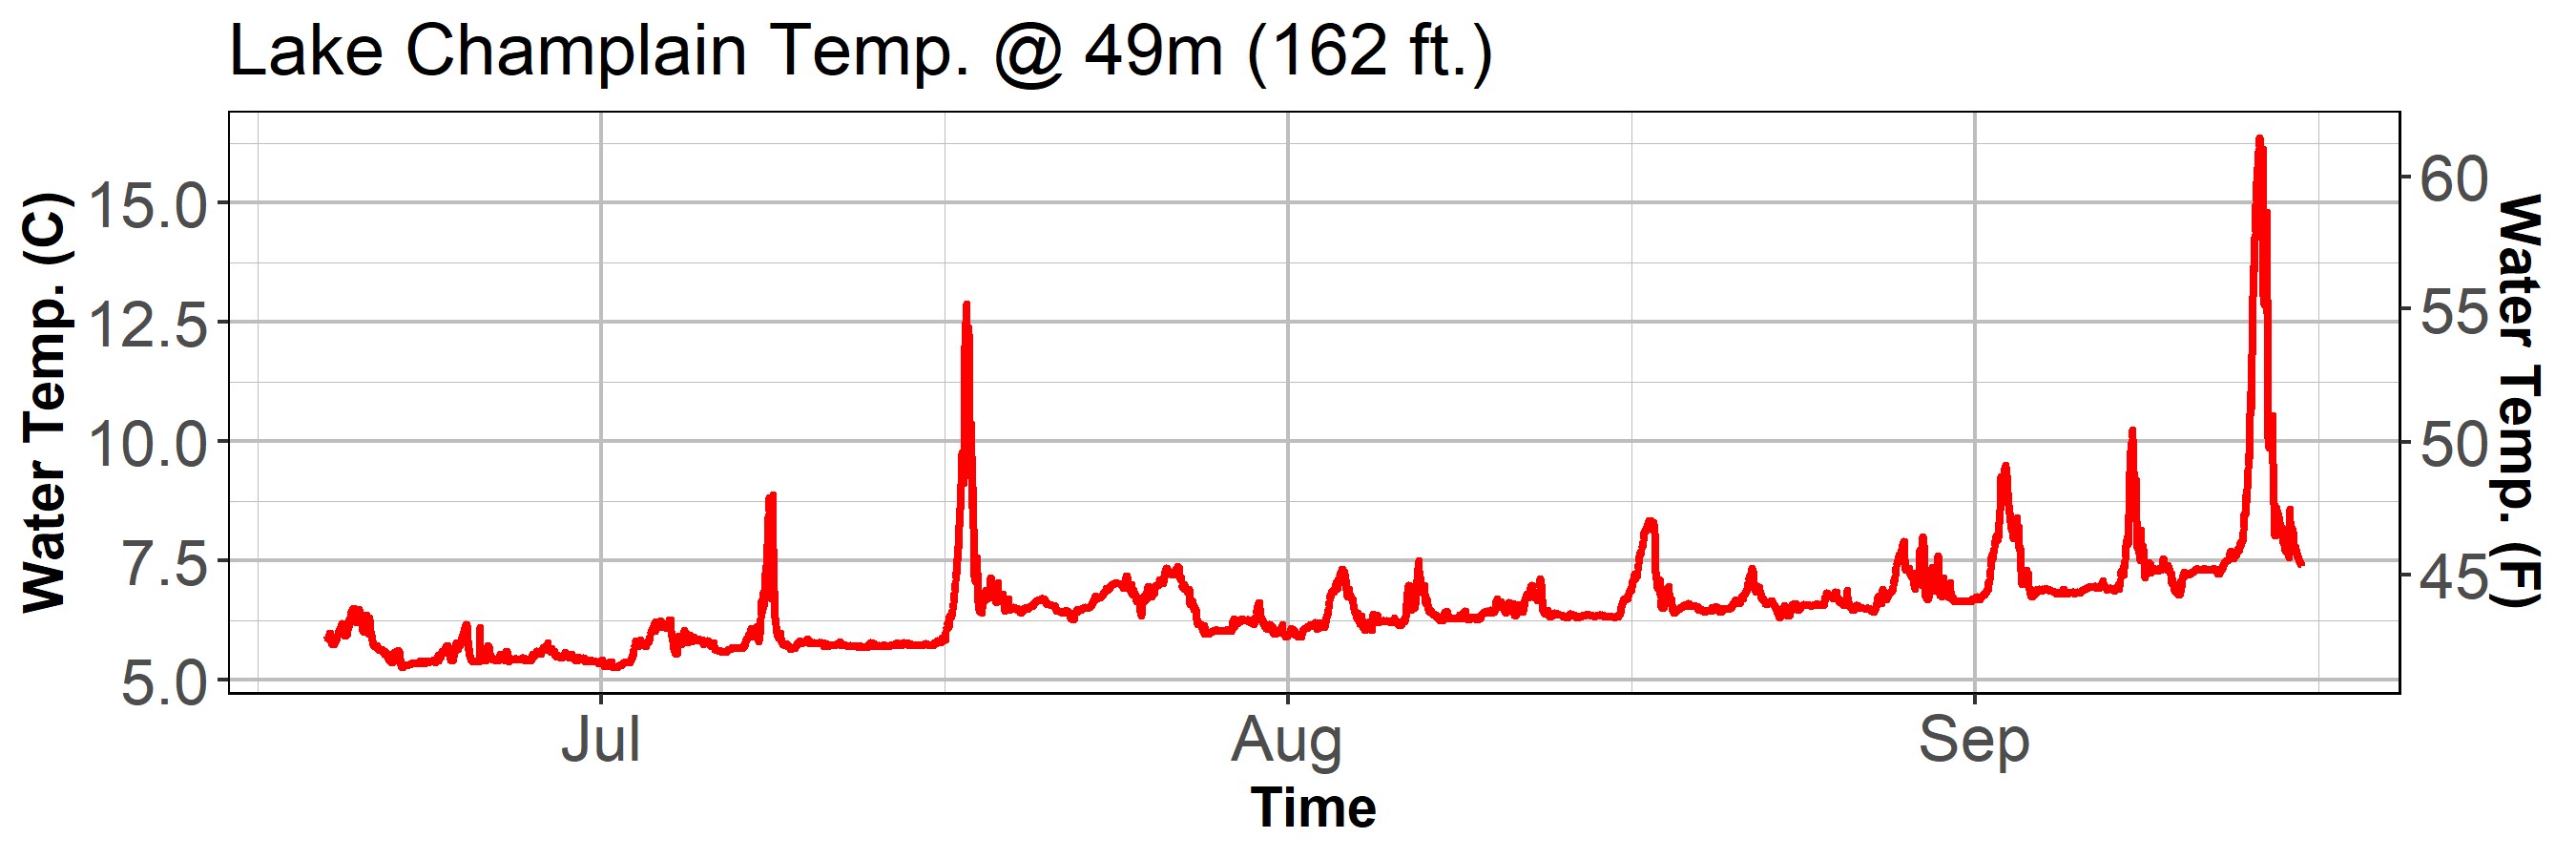 Lake Champlain Temp. @ 49m (162 ft.)
Water Temp. (C)
15.0
12.5
10.0
7.5
5.0
60
55
50
45
Water Temp. (F)
Jul Aug Sep
Time